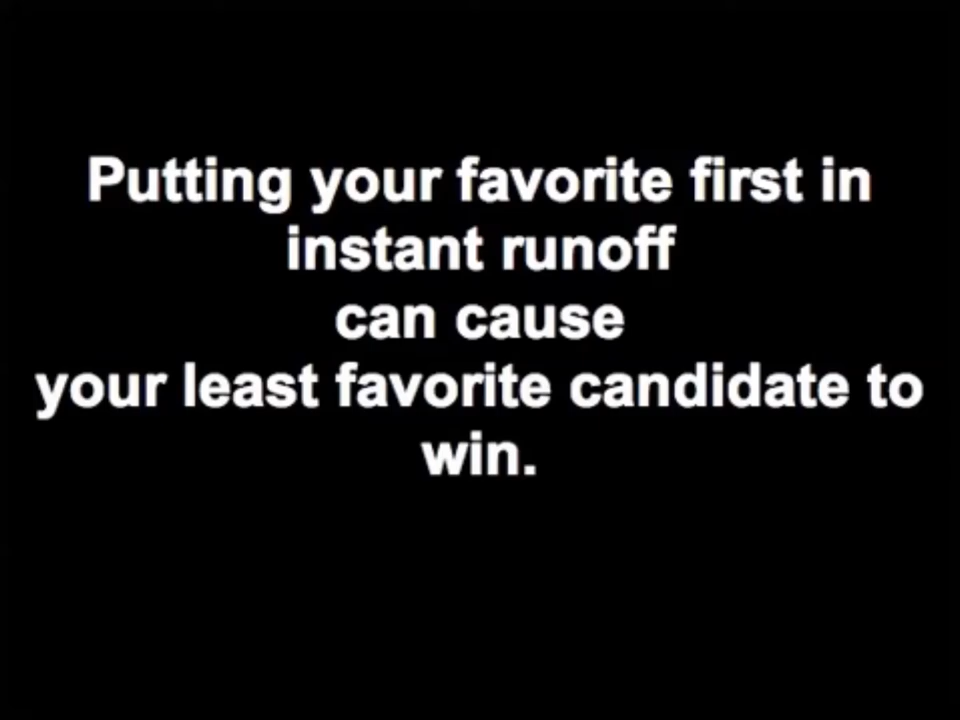 Putting your favorite first in
instant runoff
can cause
your least favorite candidate to
win.